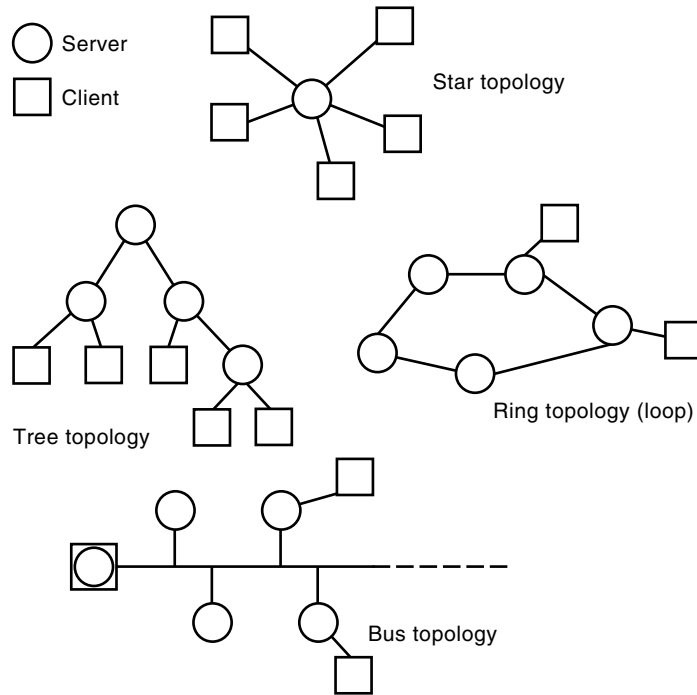 Server
Client
Star topology
Tree topology
Ring topology (loop)
Bus topology